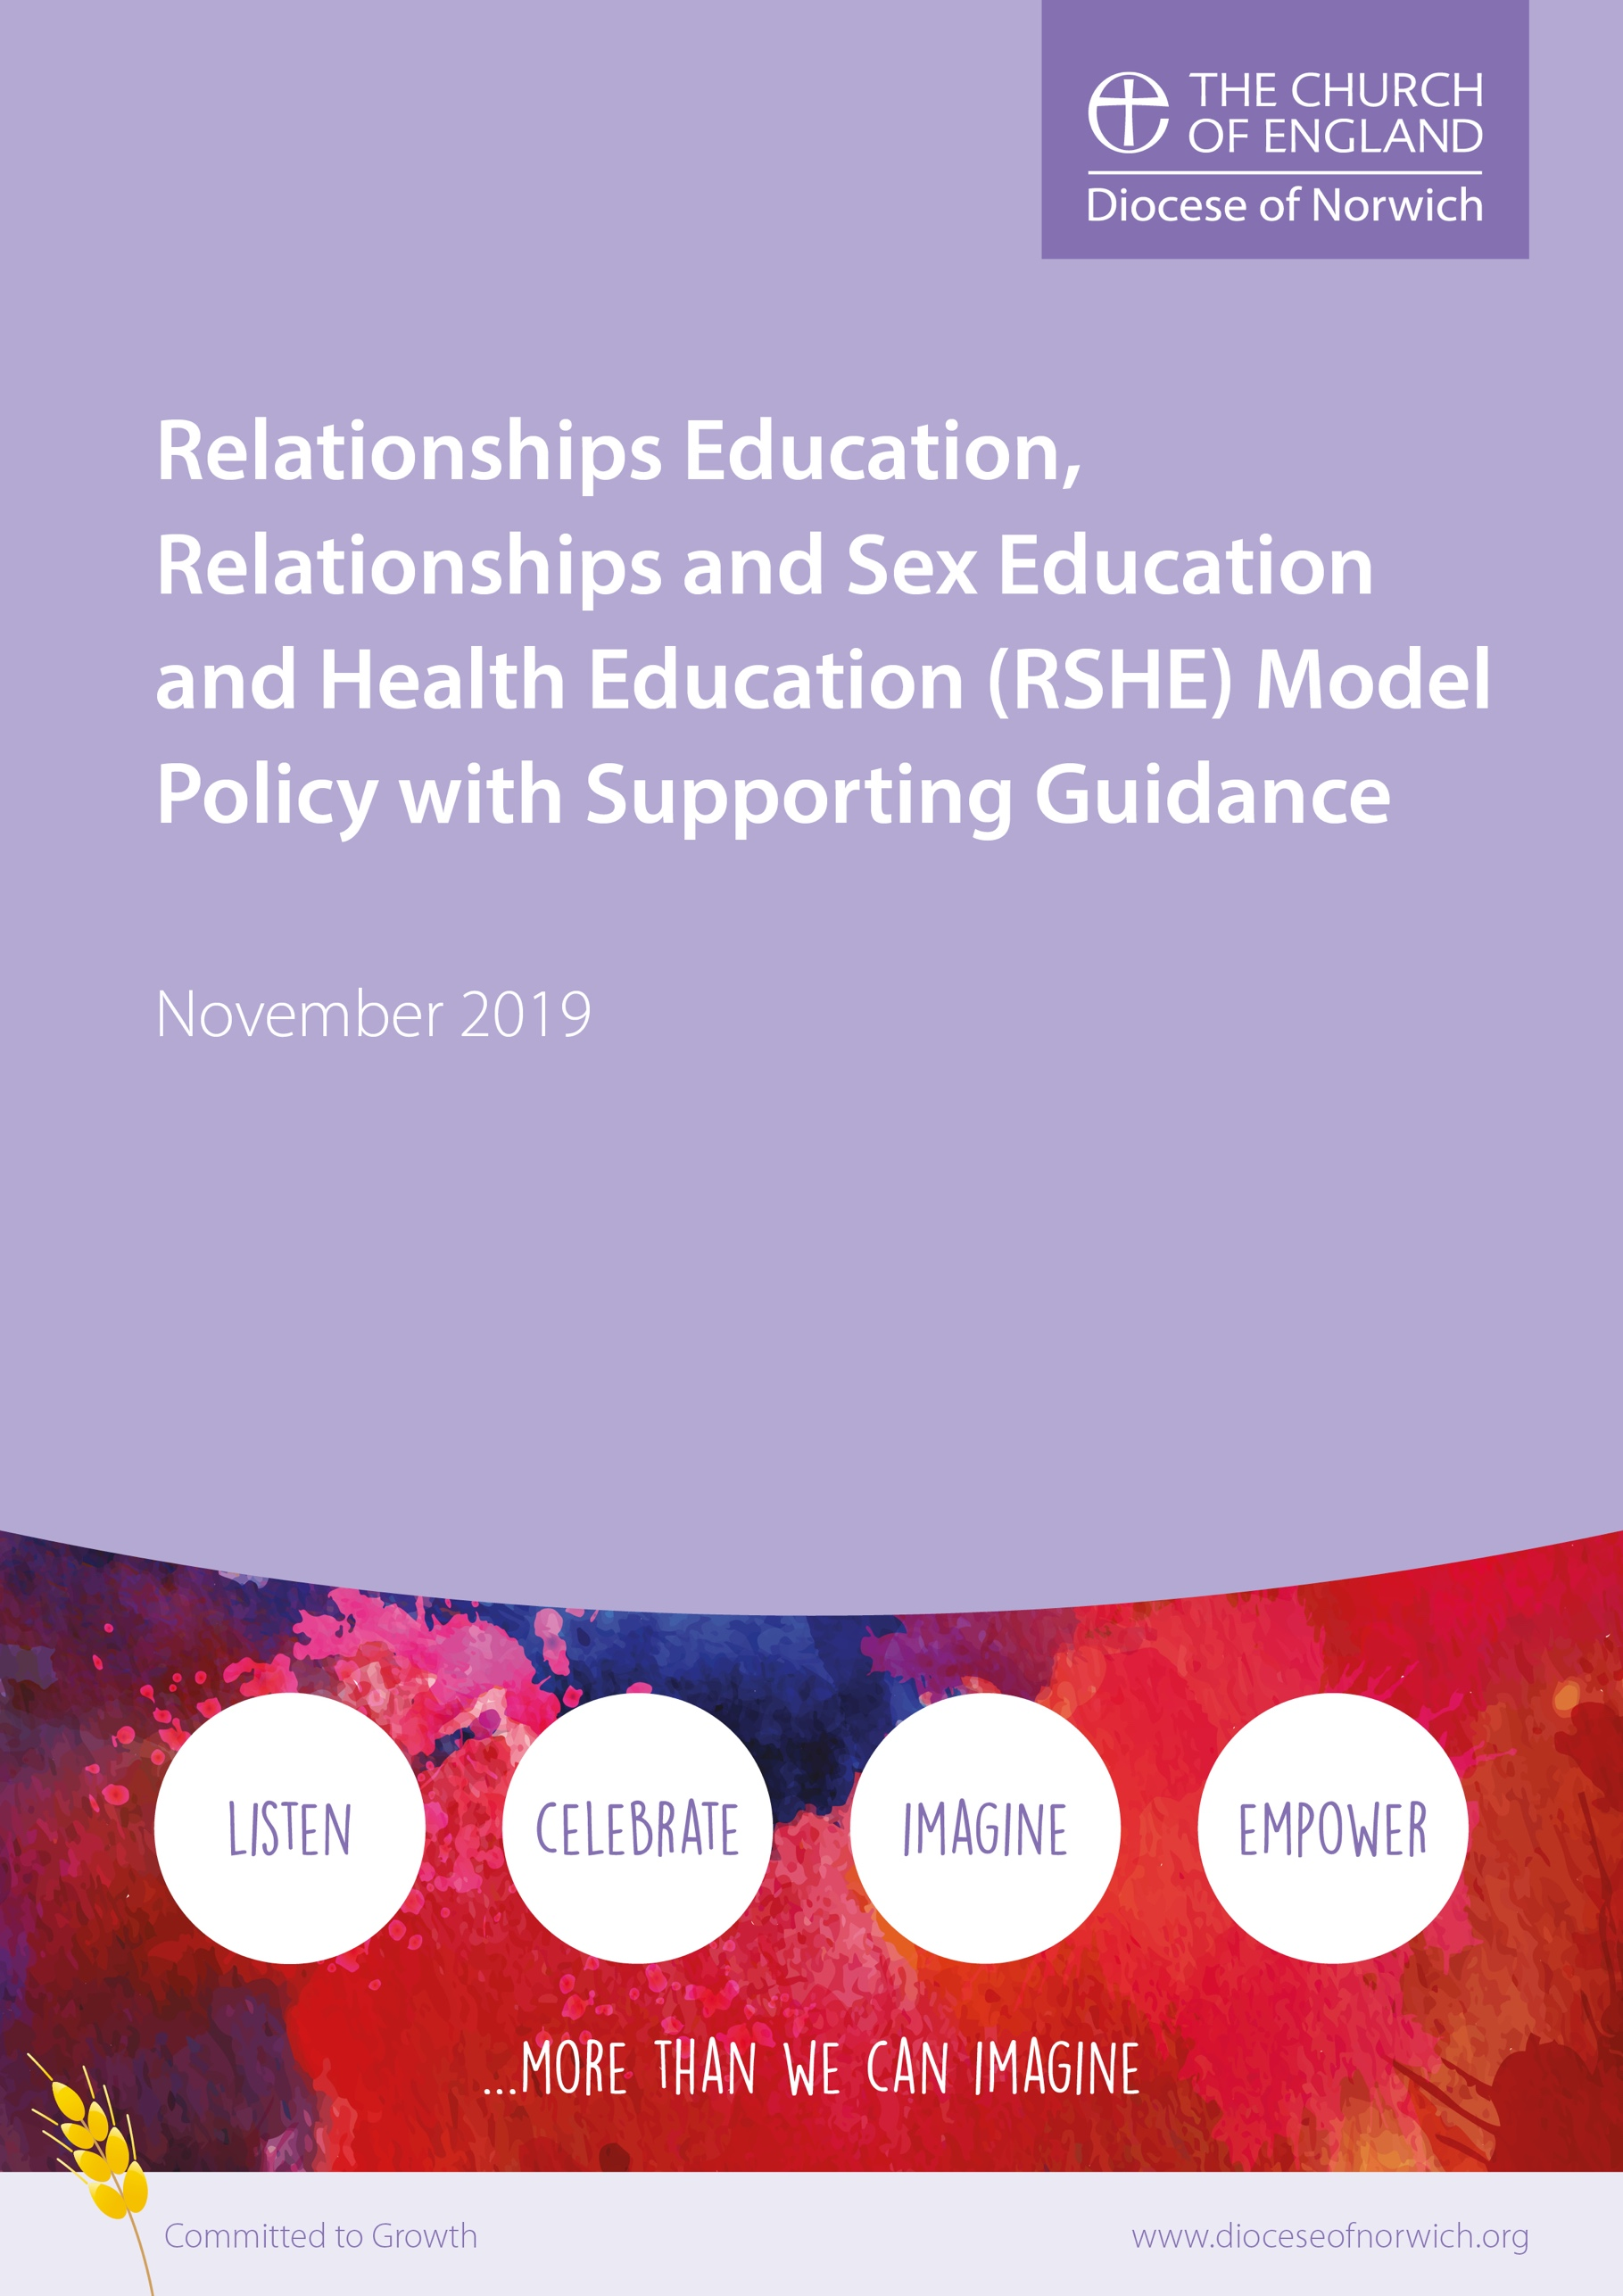 THE CHURCH
OF ENGLAND
Diocese of Norwich
Relationships Education,
Relationships and Sex Education
and Health Education (RSHE) Model
Policy with Supporting Guidance
November 2019
LISTEN
CELEBRATE
IMAGINE
EMPOWER
...MORE THAN WE CAN IMAGINE
Committed to Growth
www.dioceseofnorwich.org